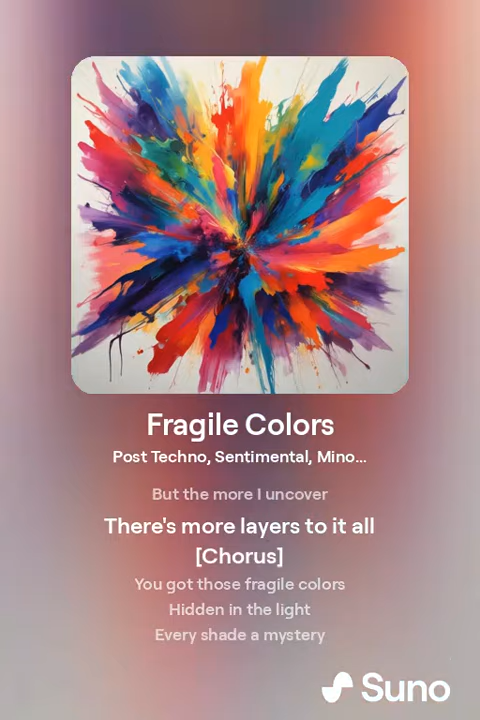 Fragile Colors
Post Techno, Sentimental, Mino...
But the more I uncover
There's more layers to it all
[Chorus]
You got those fragile colors
Hidden in the light
Every shade a mystery
Suno